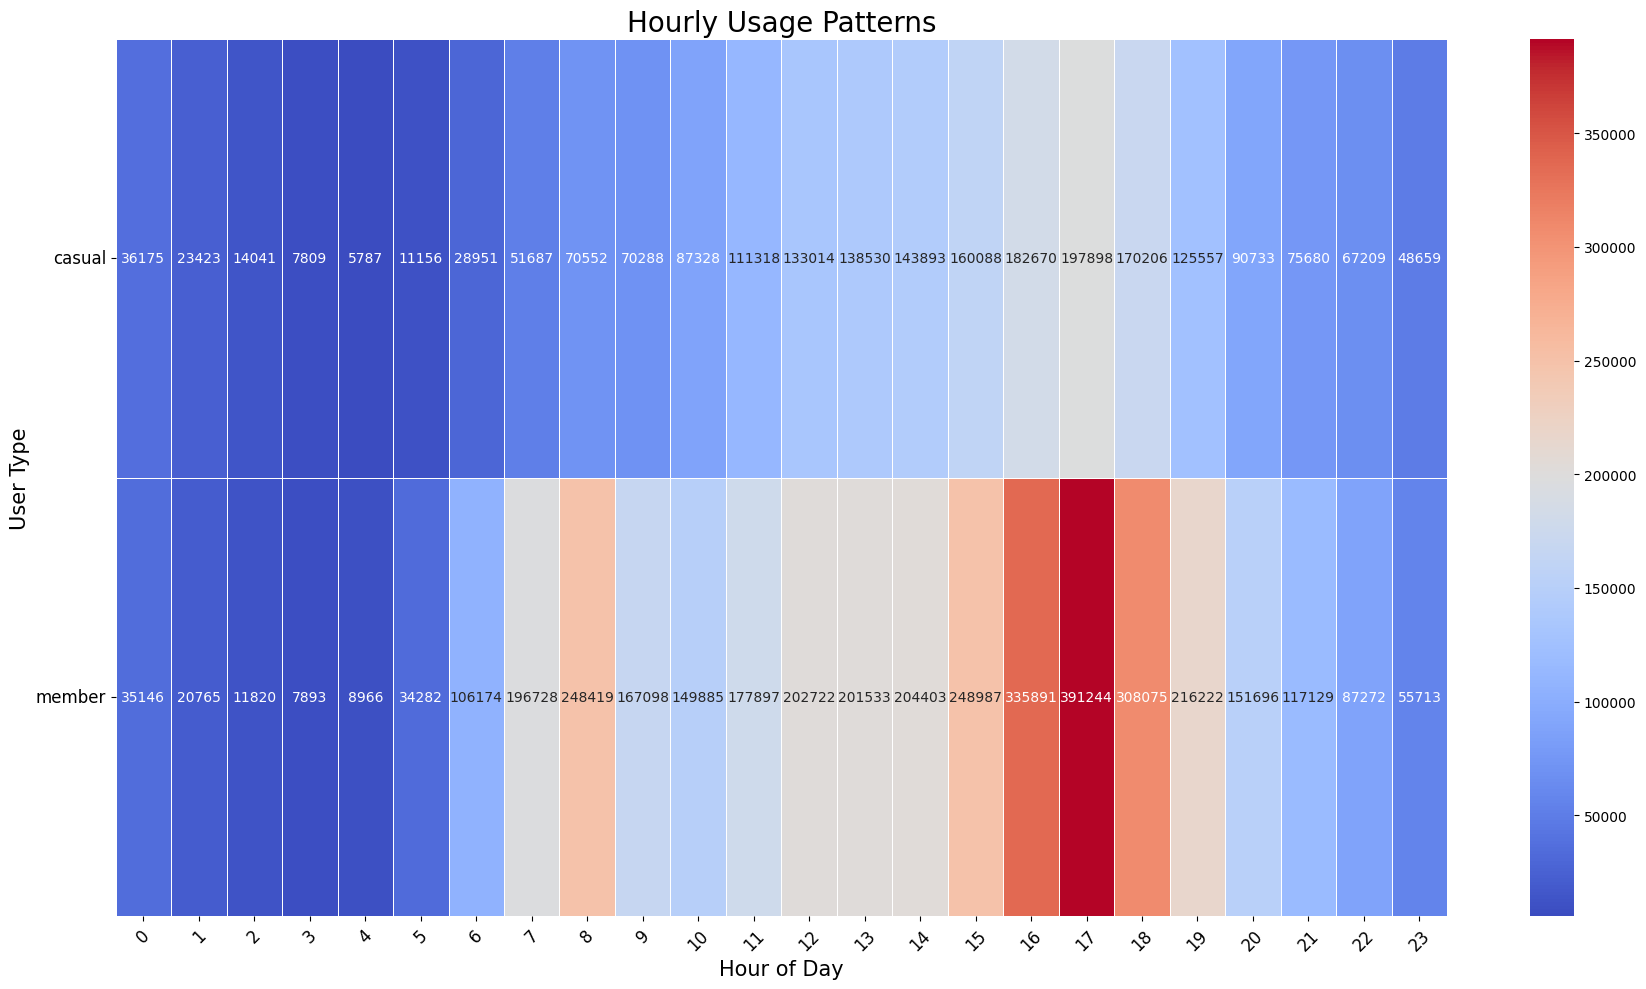 Hourly Usage Patterns
casual 36175 23423 14041 7809 5787 11156 28951 51687 70552 70288 87328 111318 133014 138530 143893 160088 182670 197898 170206 125557 90733 75680 67209 48659
member 35146 20765 11820 7893 8966 34282 106174 196728 248419 167098 149885 177897 202722 201533 204403 248987 335891 391244 308075 216222 151696 117129 87272 55713
User Type
0 1 2 3 4 5 6 7 8 9 10 11 12 13 14 15 16 17 18 19 20 21 22 23
Hour of Day
350000
300000
250000
200000
150000
100000
50000